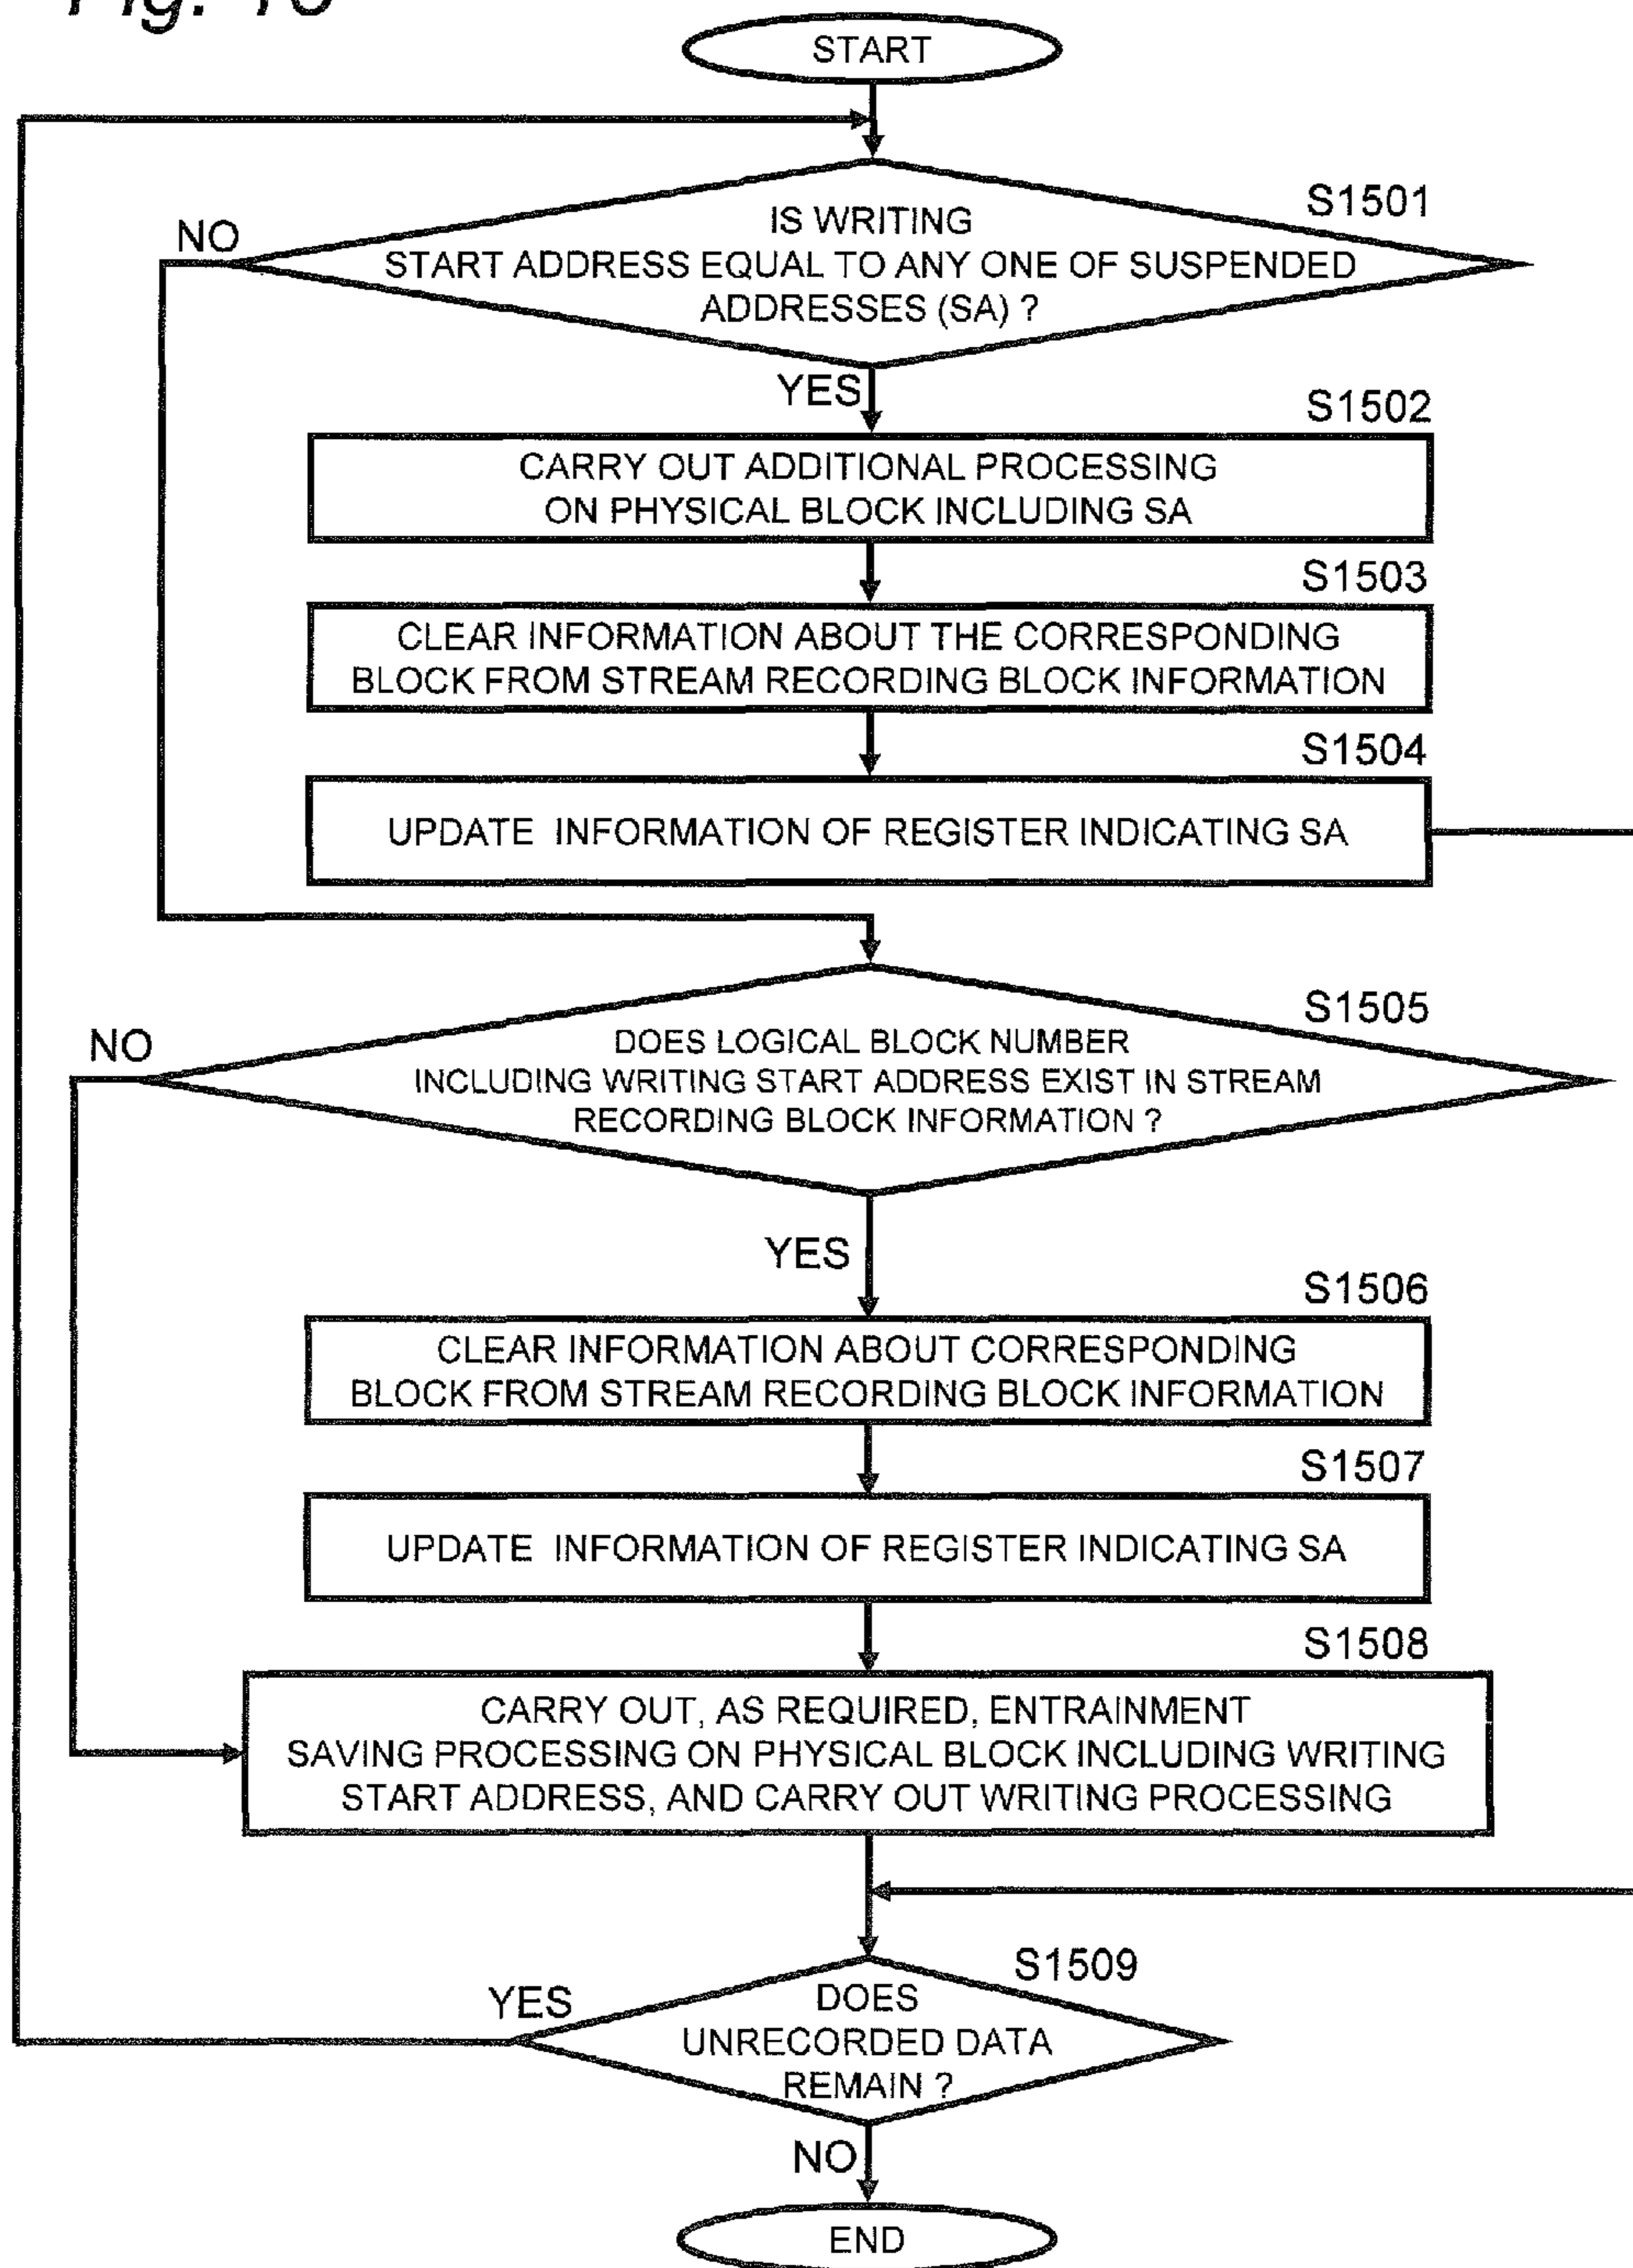 Fig.
START
S1501
NO
IS WRITING
START ADDRESS EQUAL TO ANY ONE OF SUSPENDED
ADDRESSES (SA) ?
YES
S1502
CARRY OUT ADDITIONAL PROCESSING
ON PHYSICAL BLOCK INCLUDING SA
S1503
CLEAR INFORMATION ABOUT THE CORRESPONDING
BLOCK FROM STREAM RECORDING BLOCK INFORMATION
S1504
UPDATE INFORMATION OF REGISTER INDICATING SA
S1505
NO
DOES LOGICAL BLOCK NUMBER
INCLUDING WRITING START ADDRESS EXIST IN STREAM
RECORDING BLOCK INFORMATION ?
YES
S1506
CLEAR INFORMATION ABOUT CORRESPONDING
BLOCK FROM STREAM RECORDING BLOCK INFORMATION
S1507
UPDATE INFORMATION OF REGISTER INDICATING SA
S1508
CARRY OUT, AS REQUIRED, ENTRAINMENT
SAVING PROCESSING ON PHYSICAL BLOCK INCLUDING WRITING
START ADDRESS, AND CARRY OUT WRITING PROCESSING
S1509
YES
DOES
UNRECORDED DATA
REMAIN ?
NO
END